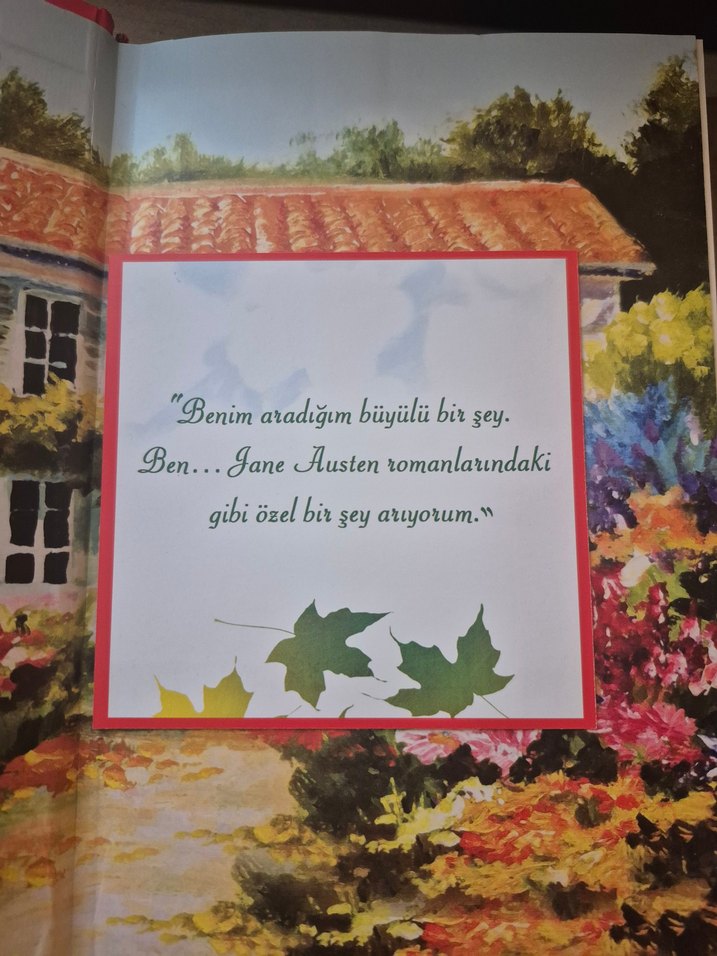 "Benim aradığım büyülü bir şey.
Ben... Jane Austen romanlarındaki
gibi özel bir şey arıyorum."